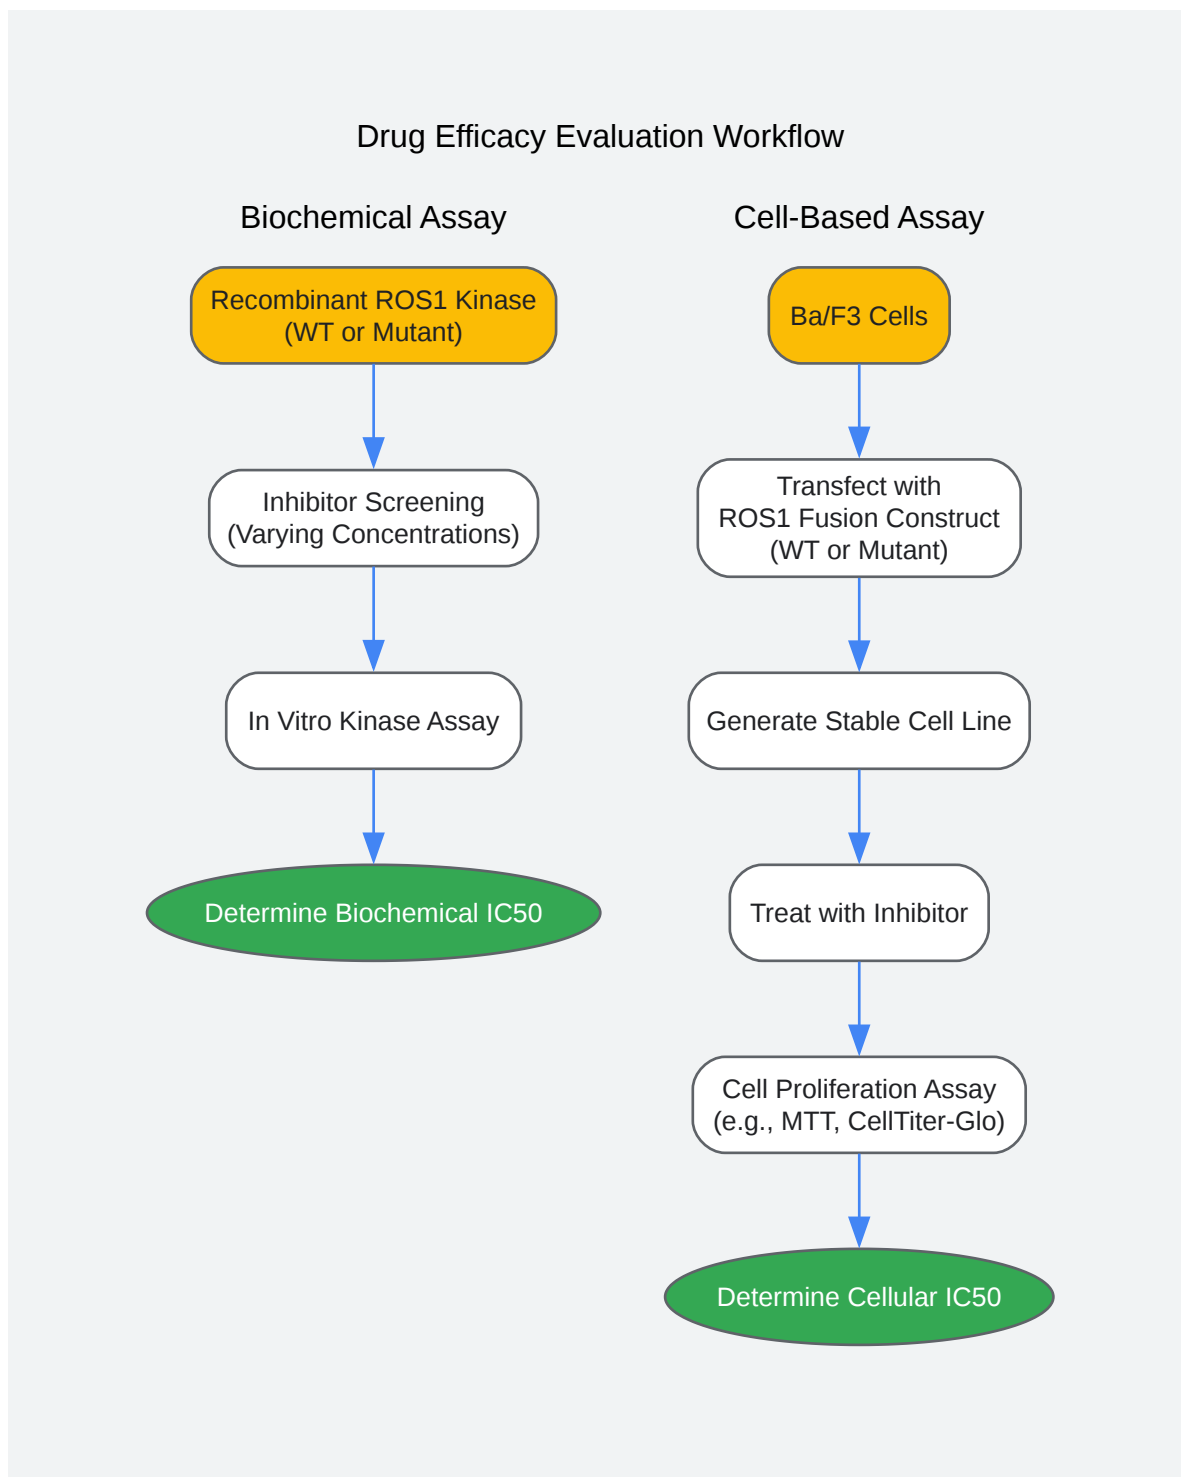 Drug Efficacy Evaluation Workflow
Biochemical Assay
Recombinant ROS1 Kinase
(WT or Mutant)
Inhibitor Screening
(Varying Concentrations)
In Vitro Kinase Assay
Determine Biochemical IC50
Cell-Based Assay
Ba/F3 Cells
Transfect with
ROS1 Fusion Construct
(WT or Mutant)
Generate Stable Cell Line
Treat with Inhibitor
Cell Proliferation Assay
(e.g., MTT, CellTiter-Glo)
Determine Cellular IC50